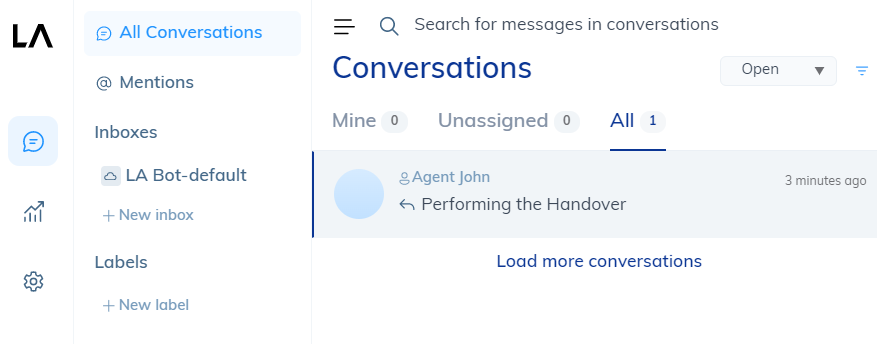 LA
All Conversations
Mentions
Inboxes
LA Bot-default
New inbox
Labels
New label
Search for messages in conversations
Conversations
Open
Mine 0 Unassigned 0 All 1
Agent John
3 minutes ago
Performing the Handover
Load more conversations